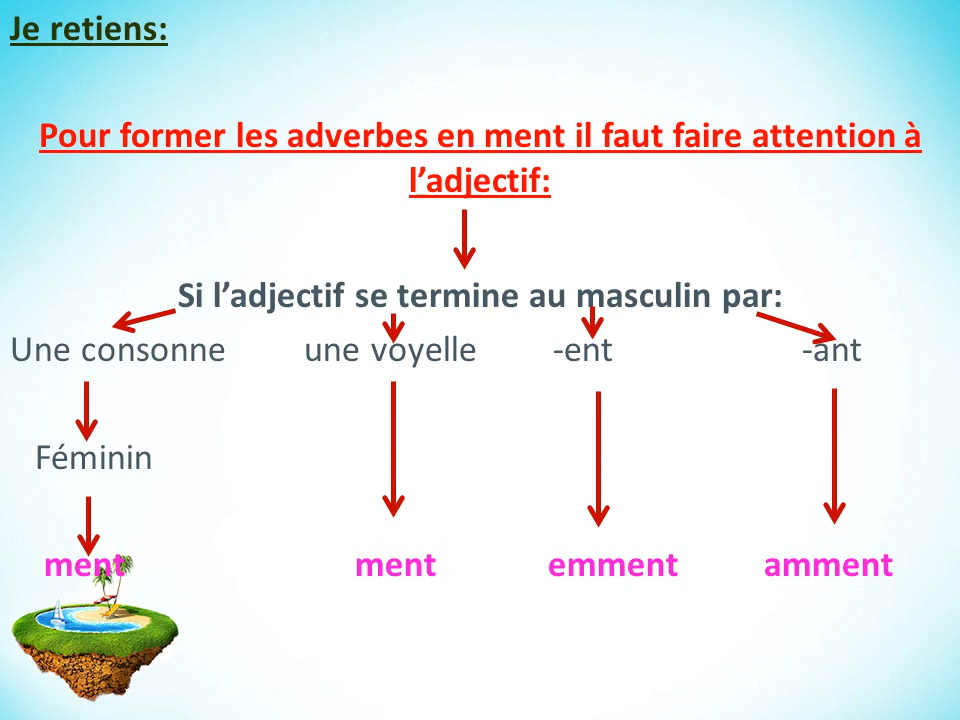 Je retiens:
Pour former les adverbes en ment il faut faire attention à
l’adjectif:
Si l’adjectif se termine au masculin par:
Une consonne une voyelle -ent -ant
Féminin
ment ment emment amment